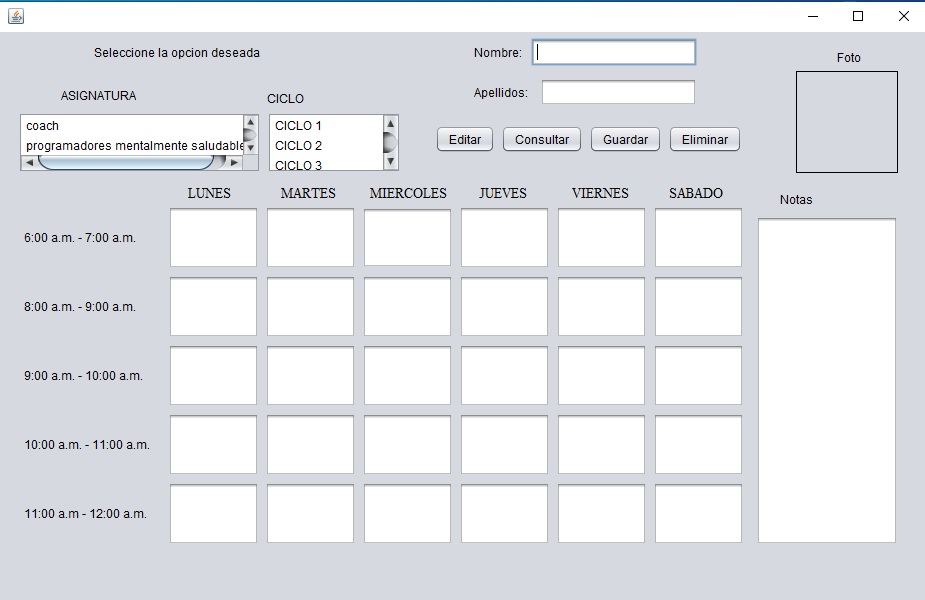 Seleccione la opcion deseada
Nombre:
Foto
Apellidos:
ASIGNATURA
CICLO
coach
programadores mentalmente saludable
CICLO 1
CICLO 2
CICLO 3
Editar
Consultar
Guardar
Eliminar
LUNES
MARTES
MIERCOLES
JUEVES
VIERNES
SABADO
Notas
6:00 a.m. - 7:00 a.m.
8:00 a.m. - 9:00 a.m.
9:00 a.m. - 10:00 a.m.
10:00 a.m. - 11:00 a.m.
11:00 a.m - 12:00 a.m.